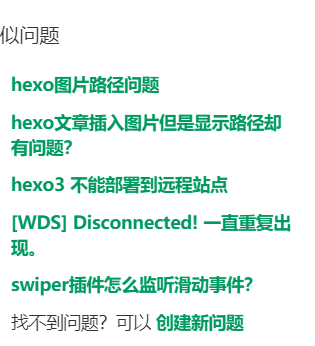 似问题
hexo图片路径问题
hexo文章插入图片但是显示路径却
有问题？
hexo3 不能部署到远程站点
[WDS] Disconnected! 一直重复出
现。
swiper插件怎么监听滑动事件？
找不到问题？可以 创建新问题